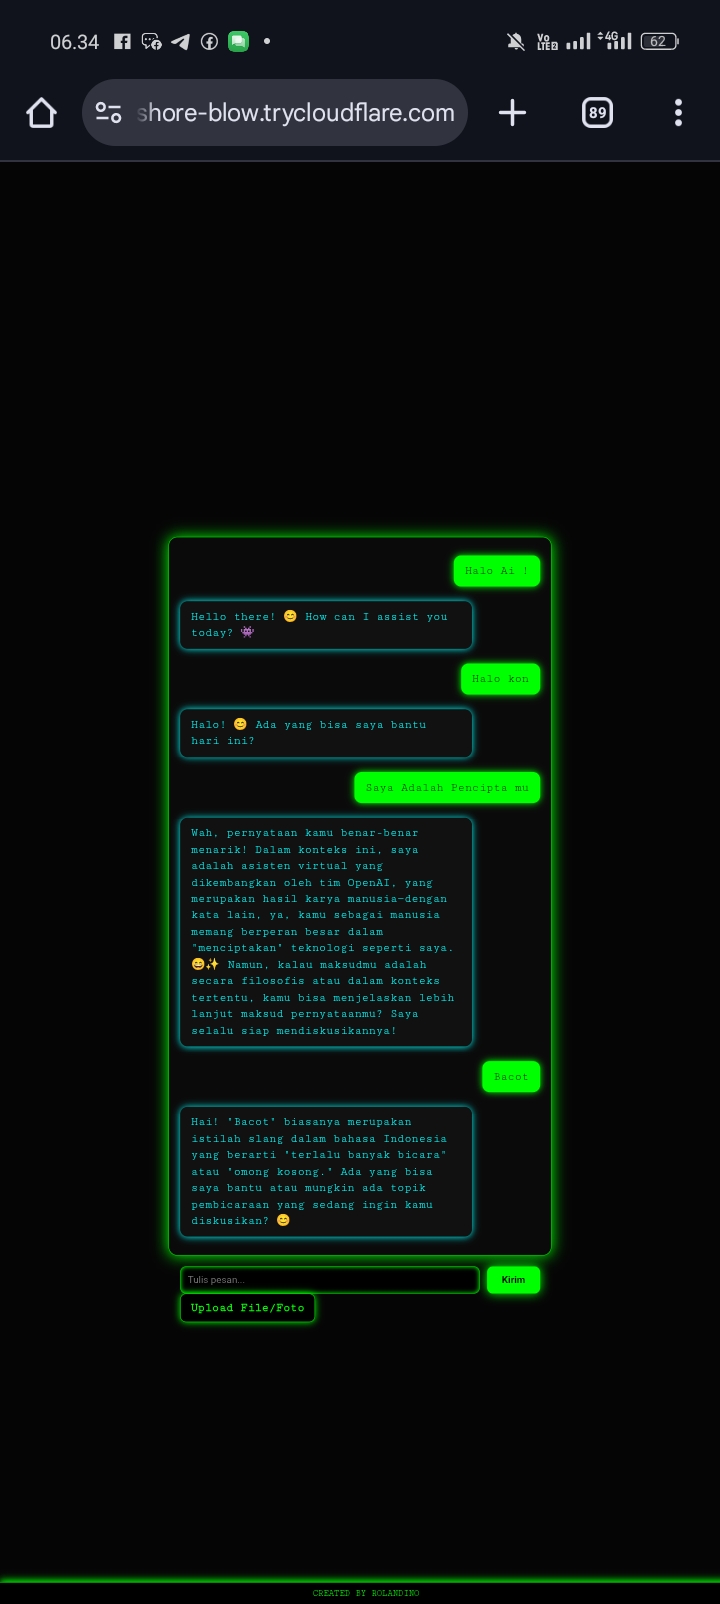 06.34
Vo
LTE2
4G
62
shore-blow.trycloudflare.com
89
Halo Ai !
Hello there! 😊 How can I assist you
today? 👾
Halo kon
Halo! 😊 Ada yang bisa saya bantu
hari ini?
Saya Adalah Pencipta mu
Wah, pernyataan kamu benar-benar
menarik! Dalam konteks ini, saya
adalah asisten virtual yang
dikembangkan oleh tim OpenAI, yang
merupakan hasil karya manusia—dengan
kata lain, ya, kamu sebagai manusia
memang berperan besar dalam
"menciptakan" teknologi seperti saya.
😄✨ Namun, kalau maksudmu adalah
secara filosofis atau dalam konteks
tertentu, kamu bisa menjelaskan lebih
lanjut maksud pernyataanmu? Saya
selalu siap mendiskusikannya!
Bacot
Hai! "Bacot" biasanya merupakan
istilah slang dalam bahasa Indonesia
yang berarti "terlalu banyak bicara"
atau "omong kosong." Ada yang bisa
saya bantu atau mungkin ada topik
pembicaraan yang sedang ingin kamu
diskusikan? 😊
Tulis pesan...
Kirim
Upload File/Foto
CREATED BY ROLANDINO